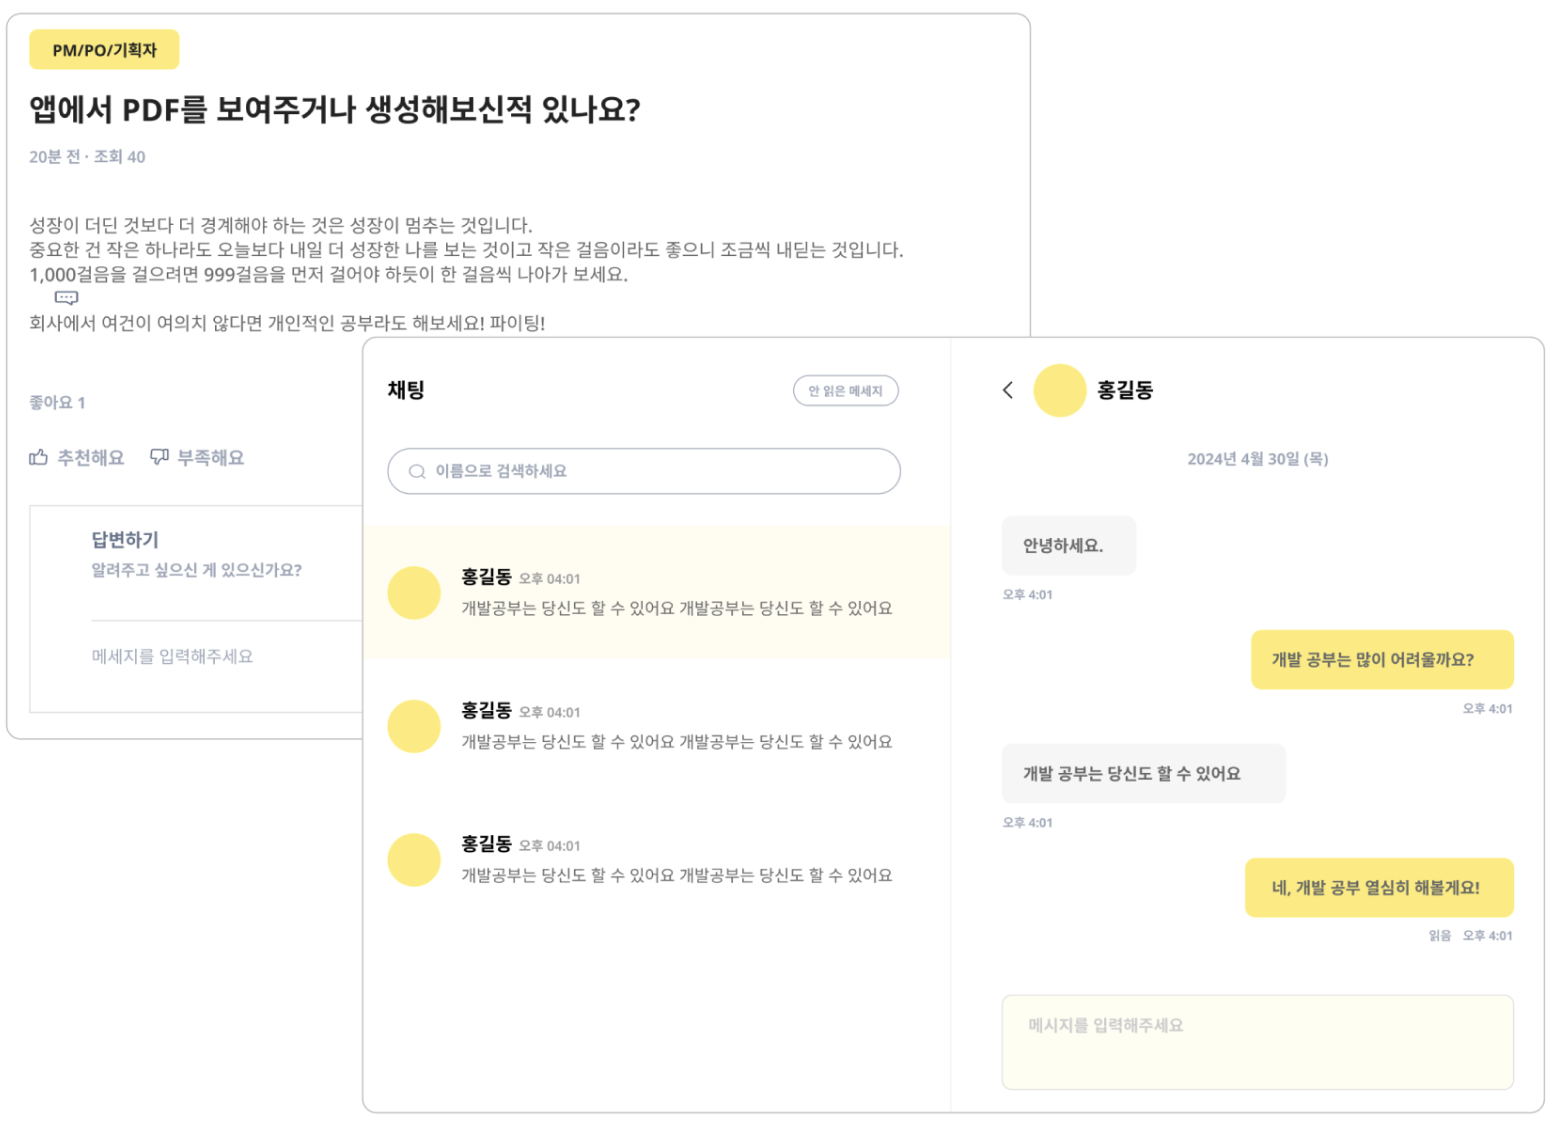 PM/PO/기획자
앱에서 PDF를 보여주거나 생성해보신적 있나요?
20분 전 · 조회 40
성장이 더딘 것보다 더 경계해야 하는 것은 성장이 멈추는 것입니다.
중요한 건 작은 하나라도 오늘보다 내일 더 성장한 나를 보는 것이고 작은 걸음이라도 좋으니 조금씩 내딛는 것입니다.
1,000걸음을 걸으려면 999걸음을 먼저 걸어야 하듯이 한 걸음씩 나아가 보세요.
회사에서 여건이 여의치 않다면 개인적인 공부라도 해보세요! 파이팅!
좋아요 1
추천해요 부족해요
답변하기
알려주고 싶으신 게 있으신가요?
메세지를 입력해주세요
채팅
안 읽은 메세지
이름으로 검색하세요
홍길동 오후 04:01
개발공부는 당신도 할 수 있어요 개발공부는 당신도 할 수 있어요
홍길동 오후 04:01
개발공부는 당신도 할 수 있어요 개발공부는 당신도 할 수 있어요
홍길동 오후 04:01
개발공부는 당신도 할 수 있어요 개발공부는 당신도 할 수 있어요
홍길동
2024년 4월 30일 (목)
안녕하세요.
오후 4:01
개발 공부는 많이 어려울까요?
오후 4:01
개발 공부는 당신도 할 수 있어요
오후 4:01
네, 개발 공부 열심히 해볼게요!
읽음 오후 4:01
메시지를 입력해주세요